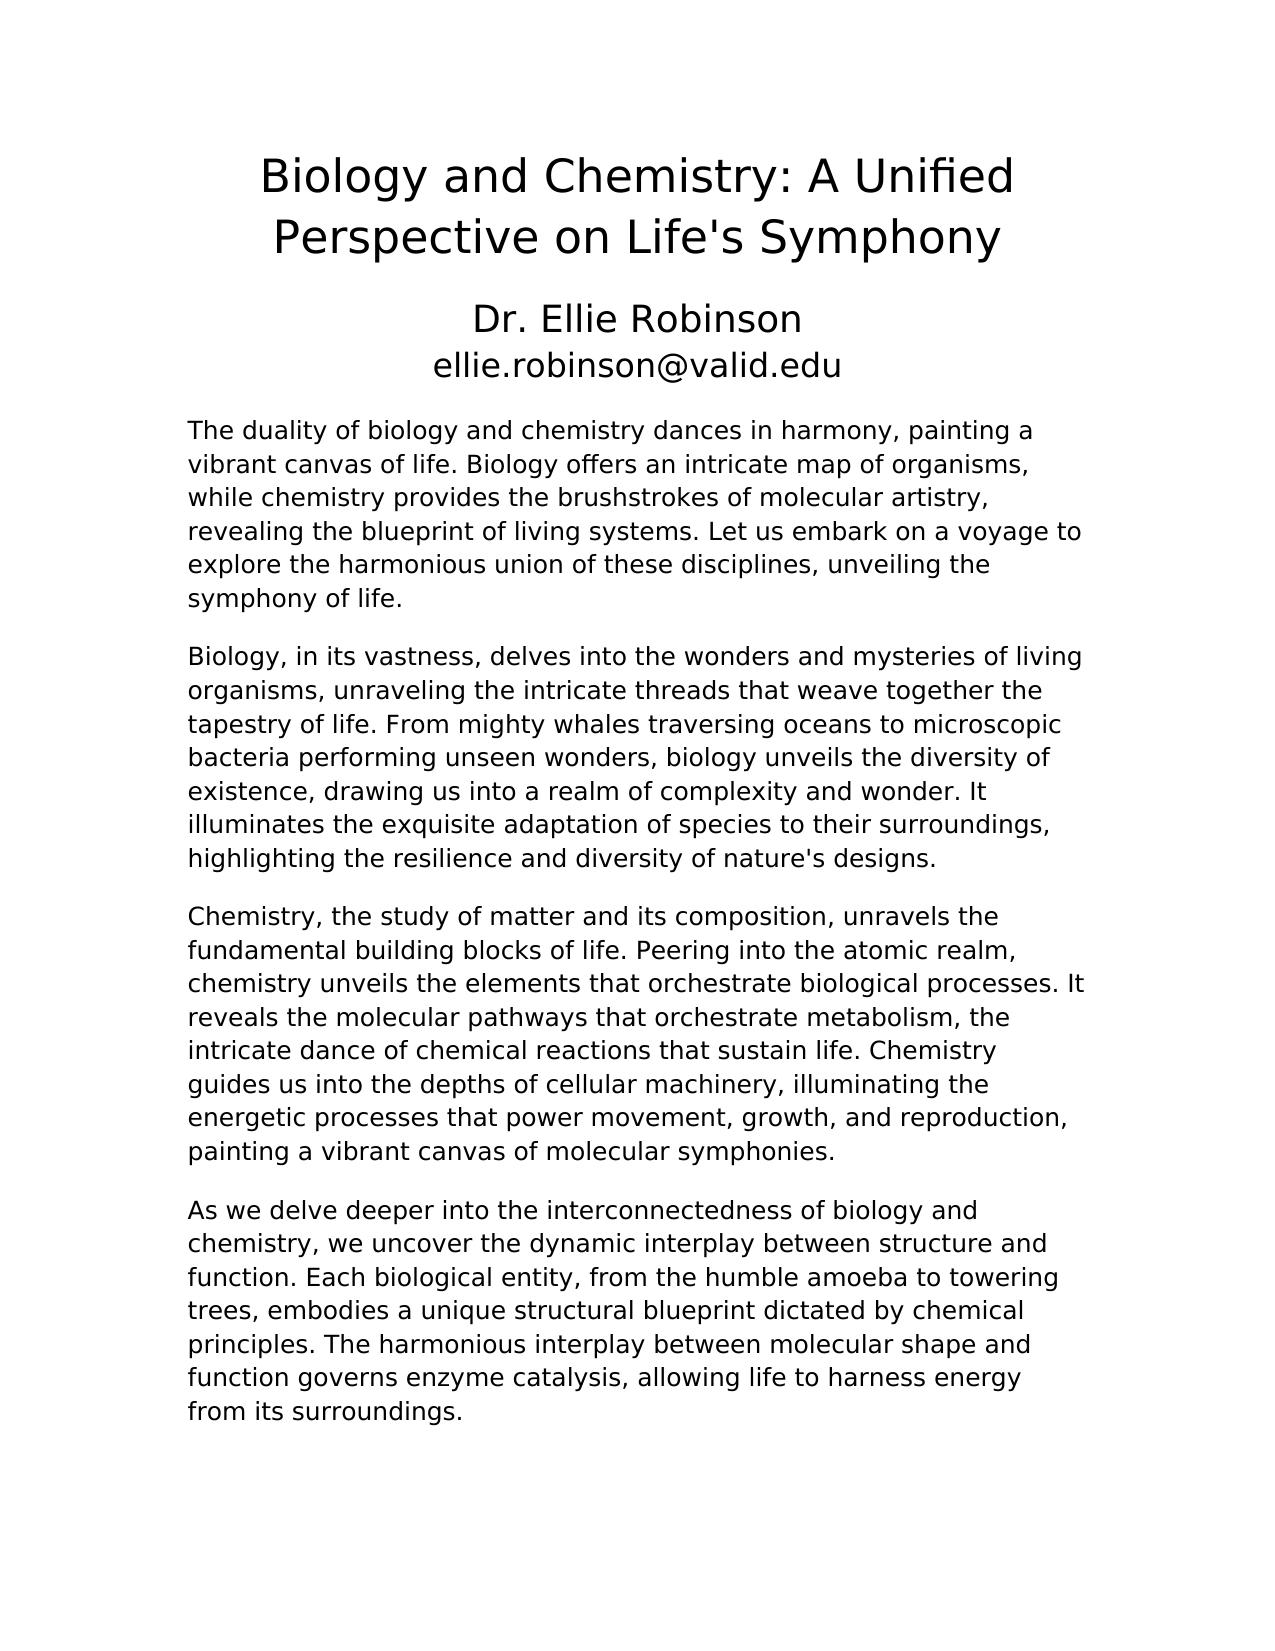 Biology and Chemistry: A Unified
Perspective on Life's Symphony
Dr. Ellie Robinson
ellie.robinson@valid.edu
The duality of biology and chemistry dances in harmony, painting a
vibrant canvas of life. Biology offers an intricate map of organisms,
while chemistry provides the brushstrokes of molecular artistry,
revealing the blueprint of living systems. Let us embark on a voyage to
explore the harmonious union of these disciplines, unveiling the
symphony of life.
Biology, in its vastness, delves into the wonders and mysteries of living
organisms, unraveling the intricate threads that weave together the
tapestry of life. From mighty whales traversing oceans to microscopic
bacteria performing unseen wonders, biology unveils the diversity of
existence, drawing us into a realm of complexity and wonder. It
illuminates the exquisite adaptation of species to their surroundings,
highlighting the resilience and diversity of nature's designs.
Chemistry, the study of matter and its composition, unravels the
fundamental building blocks of life. Peering into the atomic realm,
chemistry unveils the elements that orchestrate biological processes. It
reveals the molecular pathways that orchestrate metabolism, the
intricate dance of chemical reactions that sustain life. Chemistry
guides us into the depths of cellular machinery, illuminating the
energetic processes that power movement, growth, and reproduction,
painting a vibrant canvas of molecular symphonies.
As we delve deeper into the interconnectedness of biology and
chemistry, we uncover the dynamic interplay between structure and
function. Each biological entity, from the humble amoeba to towering
trees, embodies a unique structural blueprint dictated by chemical
principles. The harmonious interplay between molecular shape and
function governs enzyme catalysis, allowing life to harness energy
from its surroundings.